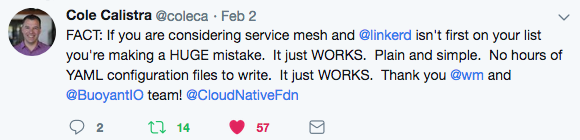 Cole Calistra @coleca · Feb 2
FACT: If you are considering service mesh and @linkerd isn't first on your list
you're making a HUGE mistake.  It just WORKS.  Plain and simple.  No hours of
YAML configuration files to write.  It just WORKS.  Thank you @wm and
@BuoyantIO team! @CloudNativeFdn
2 14 57